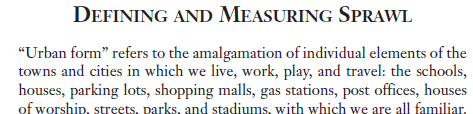 DEFINING AND MEASURING SPRAWL
“Urban form” refers to the amalgamation of individual elements of the
towns and cities in which we live, work, play, and travel: the schools,
houses, parking lots, shopping malls, gas stations, post offices, houses
of worship, streets, parks, and stadiums, with which we are all familiar.